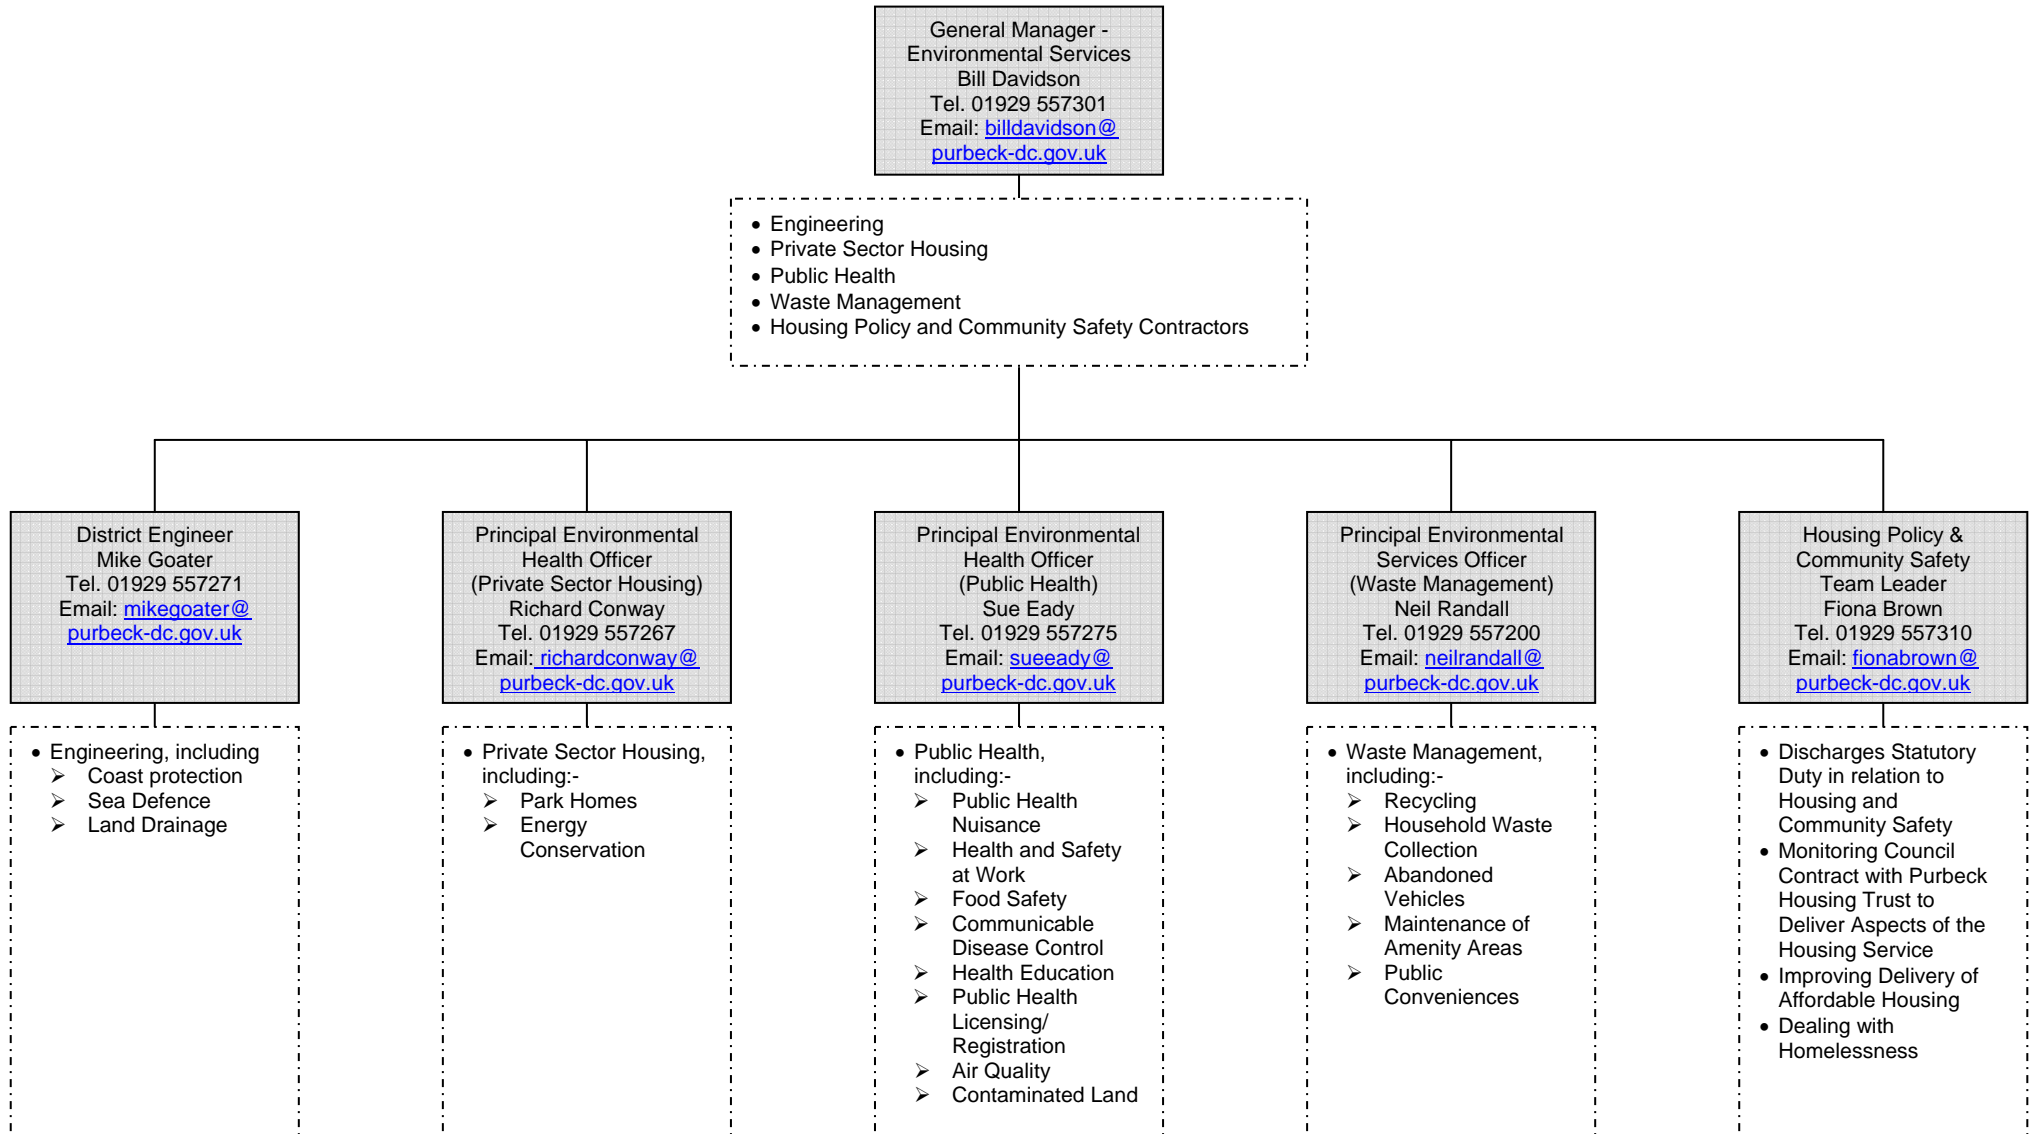 General Manager -
Environmental Services
Bill Davidson
Tel. 01929 557301
Email: billdavidson@
purbeck-dc.gov.uk
• Engineering
• Private Sector Housing
• Public Health
• Waste Management
• Housing Policy and Community Safety Contractors
District Engineer
Mike Goater
Tel. 01929 557271
Email: mikegoater@
purbeck-dc.gov.uk
• Engineering, including
➢ Coast protection
➢ Sea Defence
➢ Land Drainage
Principal Environmental
Health Officer
(Private Sector Housing)
Richard Conway
Tel. 01929 557267
Email: richardconway@
purbeck-dc.gov.uk
• Private Sector Housing,
including:-
➢ Park Homes
➢ Energy
Conservation
Principal Environmental
Health Officer
(Public Health)
Sue Eady
Tel. 01929 557275
Email: sueeady@
purbeck-dc.gov.uk
• Public Health,
including:-
➢ Public Health
Nuisance
➢ Health and Safety
at Work
➢ Food Safety
➢ Communicable
Disease Control
➢ Health Education
➢ Public Health
Licensing/
Registration
➢ Air Quality
➢ Contaminated Land
Principal Environmental
Services Officer
(Waste Management)
Neil Randall
Tel. 01929 557200
Email: neilrandall@
purbeck-dc.gov.uk
• Waste Management,
including:-
➢ Recycling
➢ Household Waste
Collection
➢ Abandoned
Vehicles
➢ Maintenance of
Amenity Areas
➢ Public
Conveniences
Housing Policy &
Community Safety
Team Leader
Fiona Brown
Tel. 01929 557310
Email: fionabrown@
purbeck-dc.gov.uk
• Discharges Statutory
Duty in relation to
Housing and
Community Safety
• Monitoring Council
Contract with Purbeck
Housing Trust to
Deliver Aspects of the
Housing Service
• Improving Delivery of
Affordable Housing
• Dealing with
Homelessness